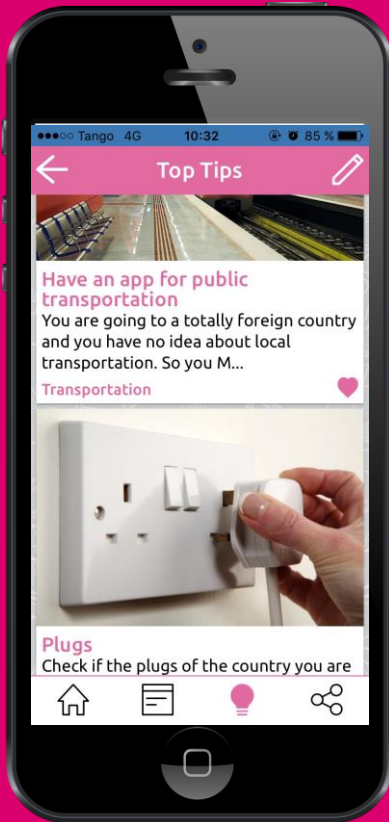 Tango 4G 10:32 85 %
Top Tips
Have an app for public
transportation
You are going to a totally foreign country
and you have no idea about local
transportation. So you M...
Transportation
Plugs
Check if the plugs of the country you are